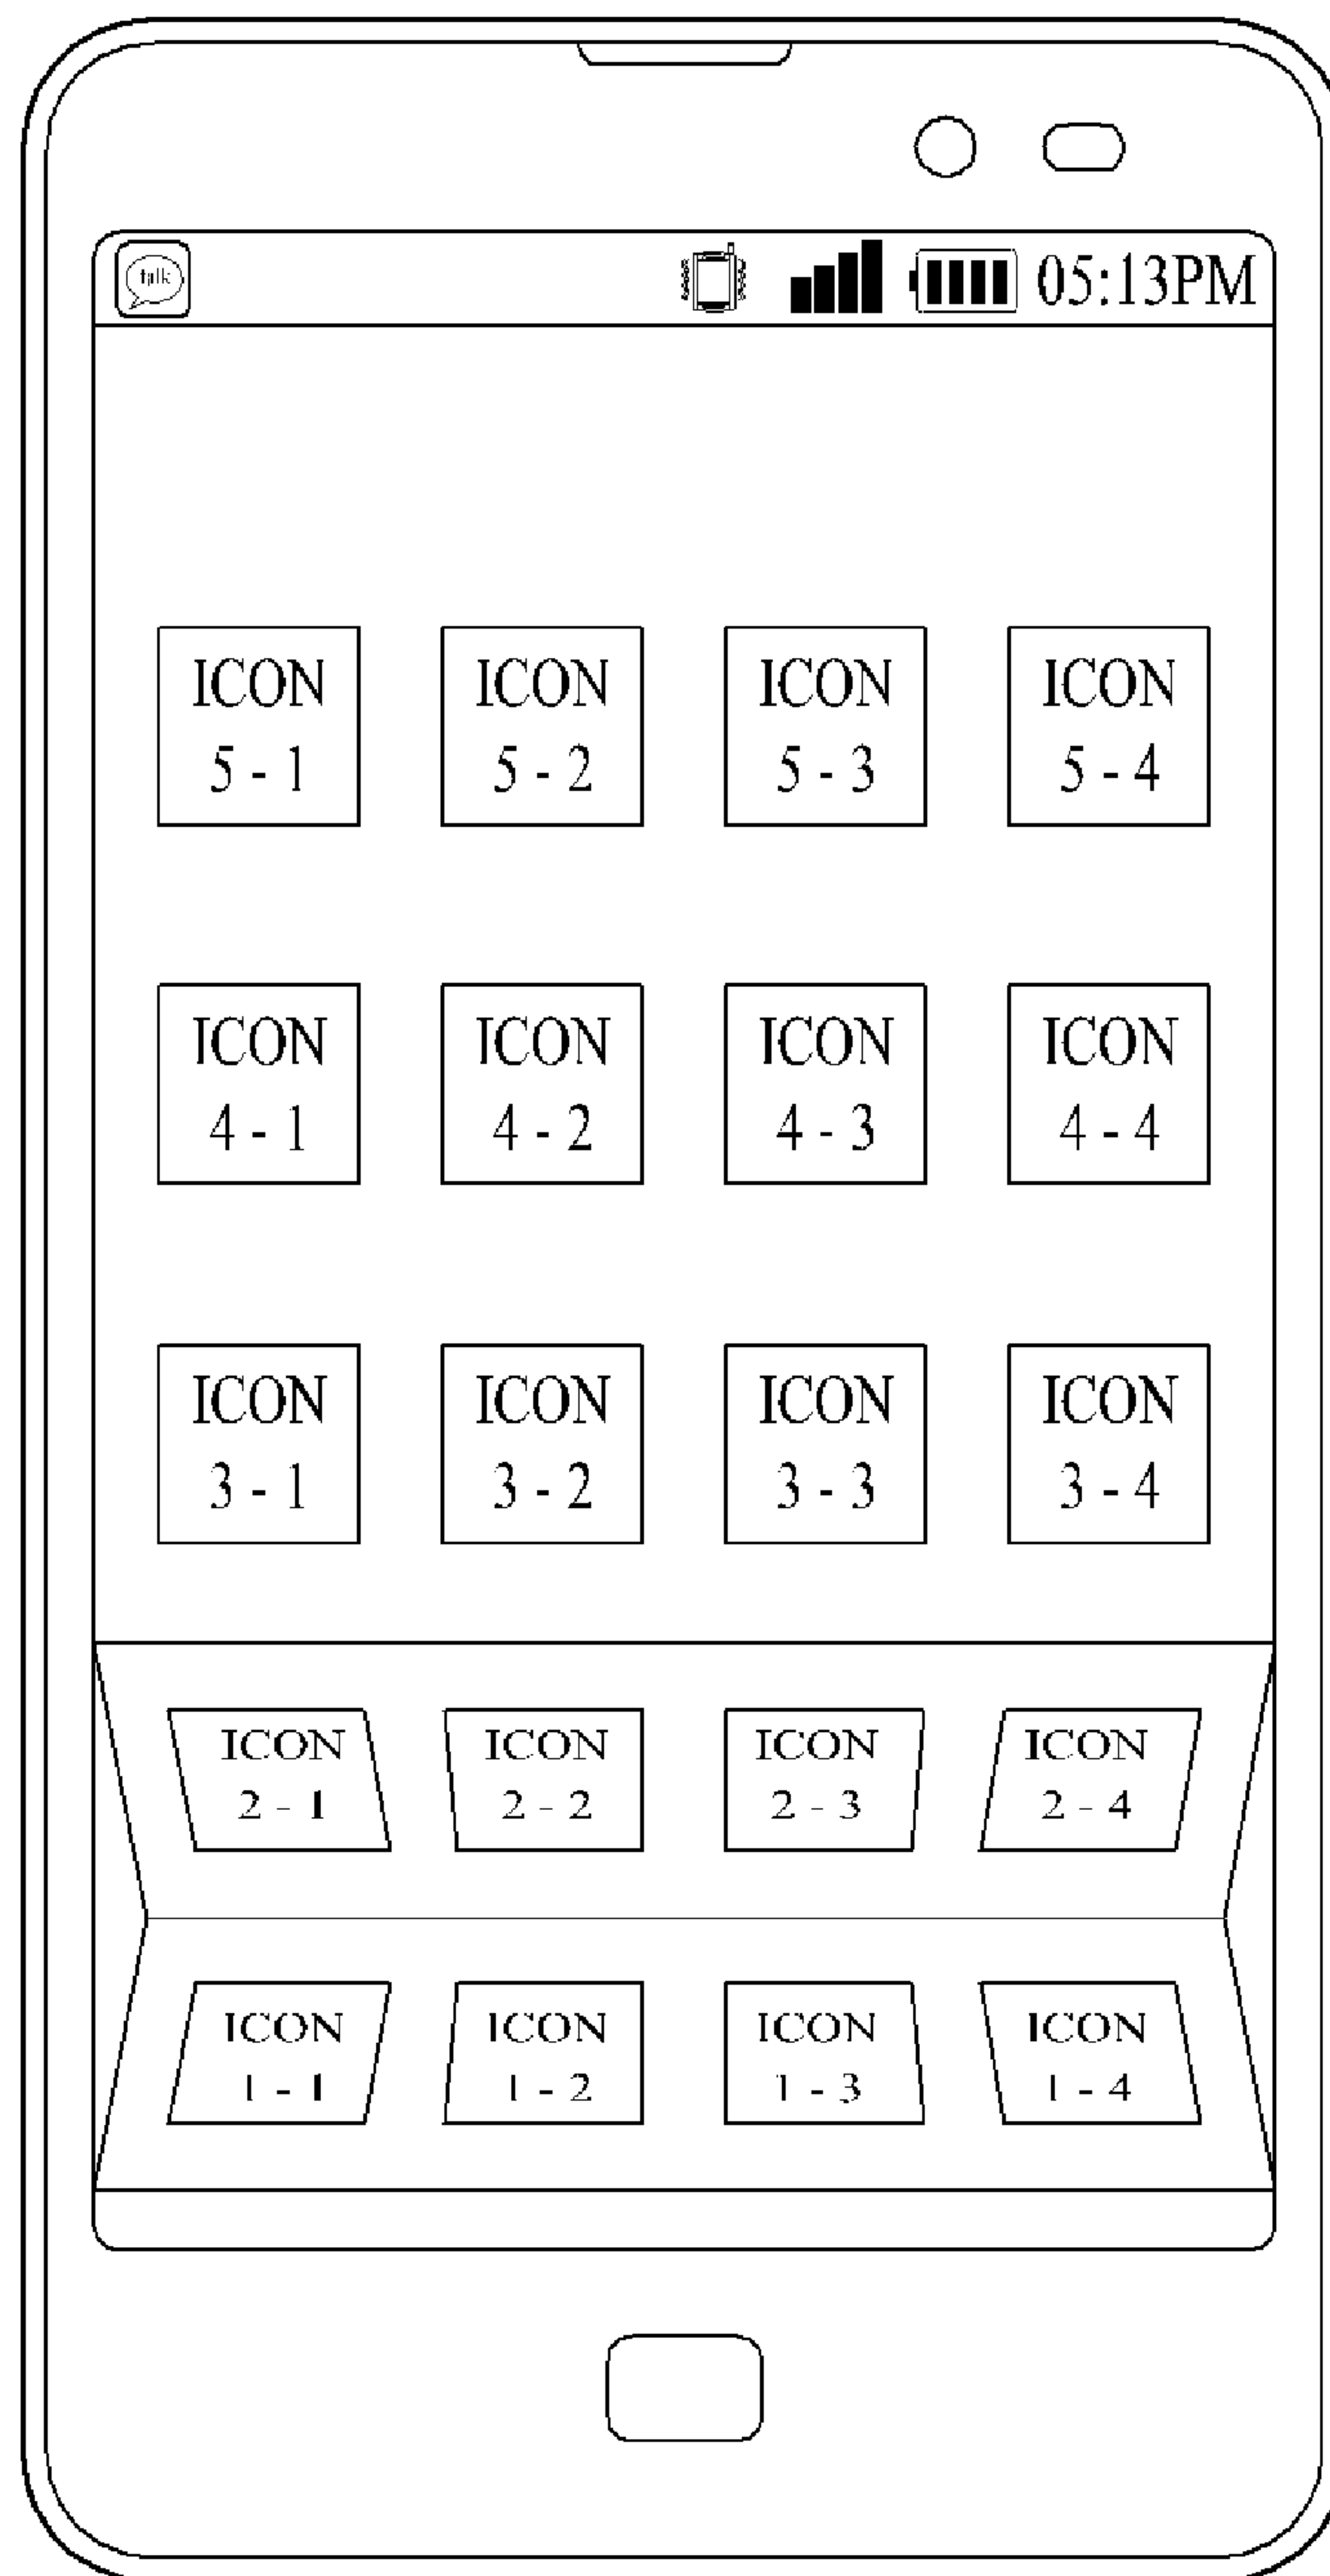 talk
05:13PM
ICON ICON ICON ICON
5 - 1 5 - 2 5 - 3 5 - 4
ICON ICON ICON ICON
4 - 1 4 - 2 4 - 3 4 - 4
ICON ICON ICON ICON
3 - 1 3 - 2 3 - 3 3 - 4
ICON ICON ICON ICON
2 - 1 2 - 2 2 - 3 2 - 4
ICON ICON ICON ICON
1 - 1 1 - 2 1 - 3 1 - 4